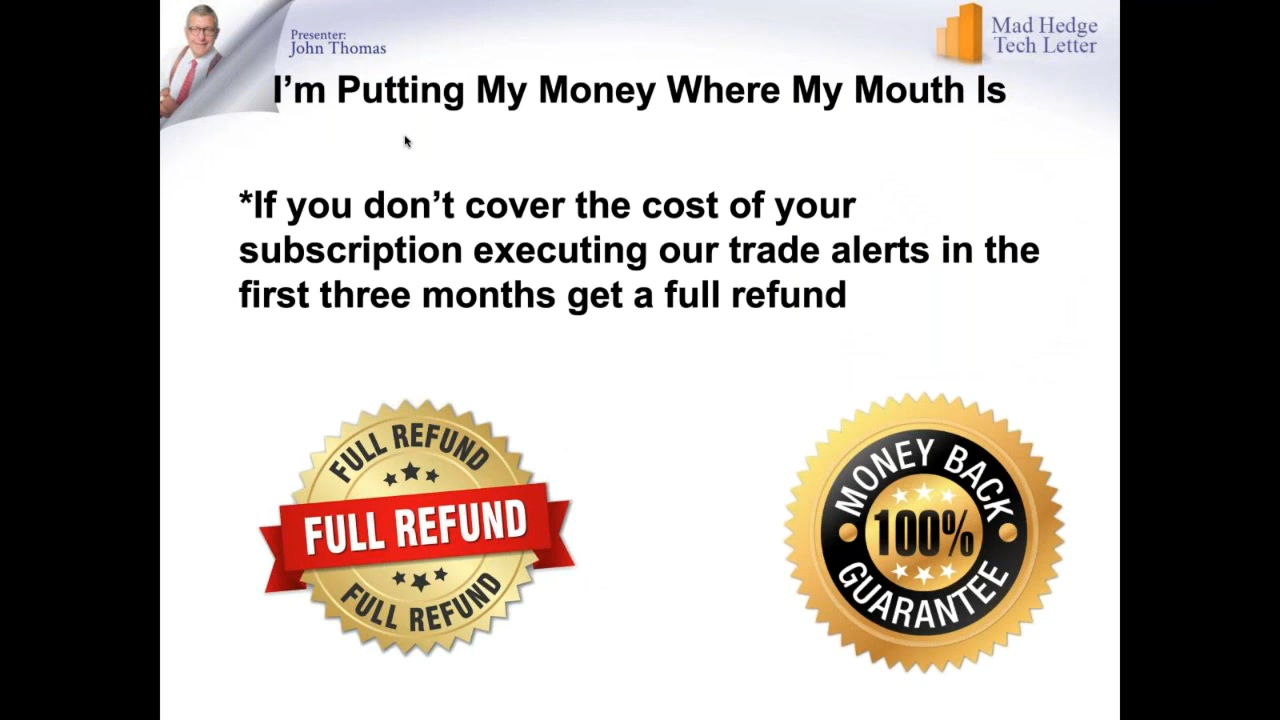 Presenter:
John Thomas
Mad Hedge
Tech Letter
I’m Putting My Money Where My Mouth Is
*If you don’t cover the cost of your
subscription executing our trade alerts in the
first three months get a full refund
FULL REFUND
FULL REFUND
FULL REFUND
MONEY BACK
100%
GUARANTEE